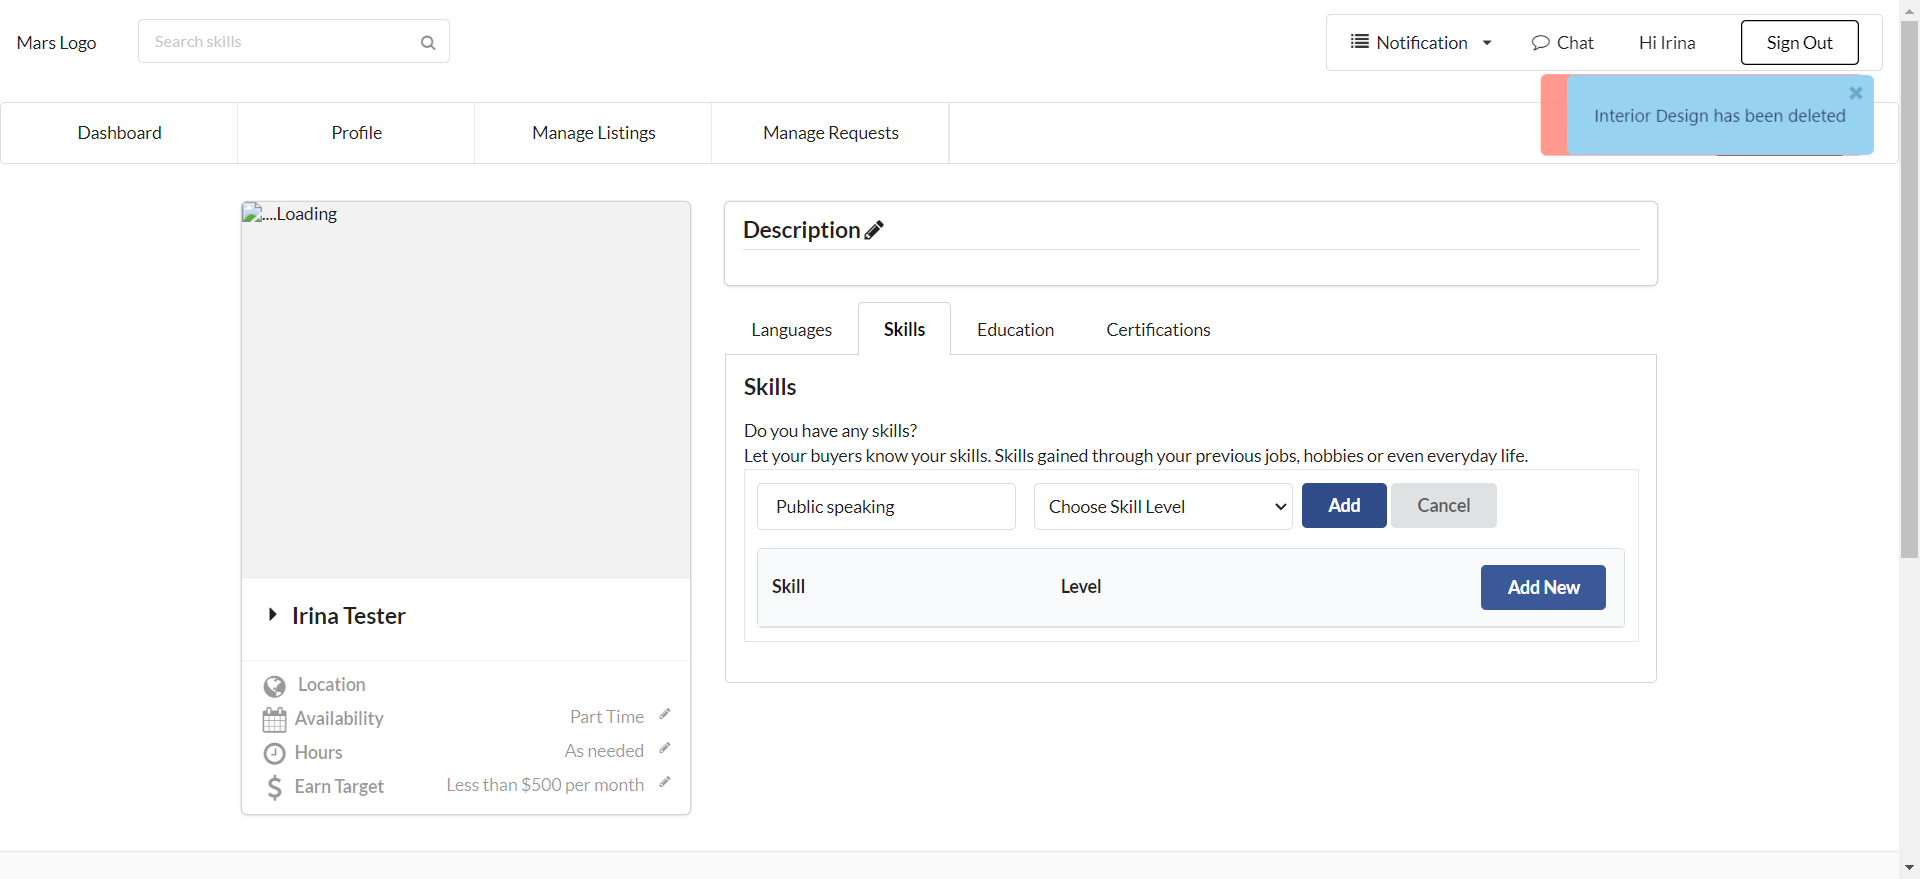 Mars Logo
Search skills
Notification
Chat
Hi Irina
Sign Out
Interior Design has been deleted
Dashboard
Profile
Manage Listings
Manage Requests
....Loading
Description
Languages
Skills
Education
Certifications
Skills
Do you have any skills?
Let your buyers know your skills. Skills gained through your previous jobs, hobbies or even everyday life.
Public speaking
Choose Skill Level
Add
Cancel
Skill
Level
Add New
Irina Tester
Location
Availability
Part Time
Hours
As needed
Earn Target
Less than $500 per month